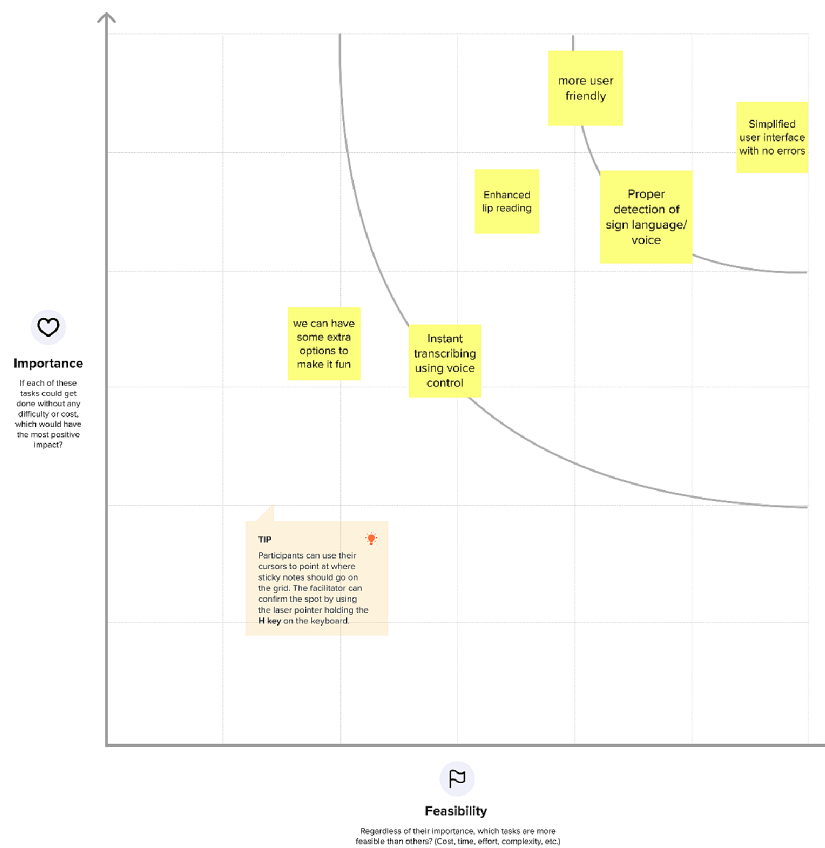 more user
friendly
Simplified
user interface
with no errors
Enhanced
lip reading
Proper
detection of
sign language/
voice
we can have
some extra
options to
make it fun
Instant
transcribing
using voice
control
Importance
If each of these
tasks could get
done without any
difficulty or cost,
which would have
the most positive
impact?
TIP
Participants can use their
cursors to point at where
sticky notes should go on
the grid. The facilitator can
confirm the spot by using
the laser pointer holding the
H key on the keyboard.
Feasibility
Regardless of their importance, which tasks are more
feasible than others? (Cost, time, effort, complexity, etc.)